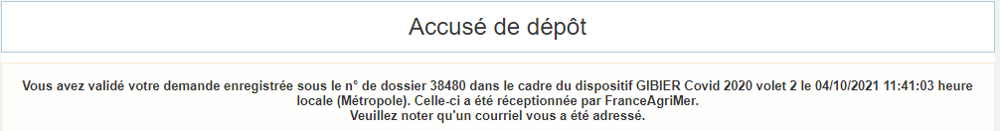 Accusé de dépôt
Vous avez validé votre demande enregistrée sous le n° de dossier 38480 dans le cadre du dispositif GIBIER Covid 2020 volet 2 le 04/10/2021 11:41:03 heure
locale (Métropole). Celle-ci a été réceptionnée par FranceAgriMer.
Veuillez noter qu'un courriel vous a été adressé.